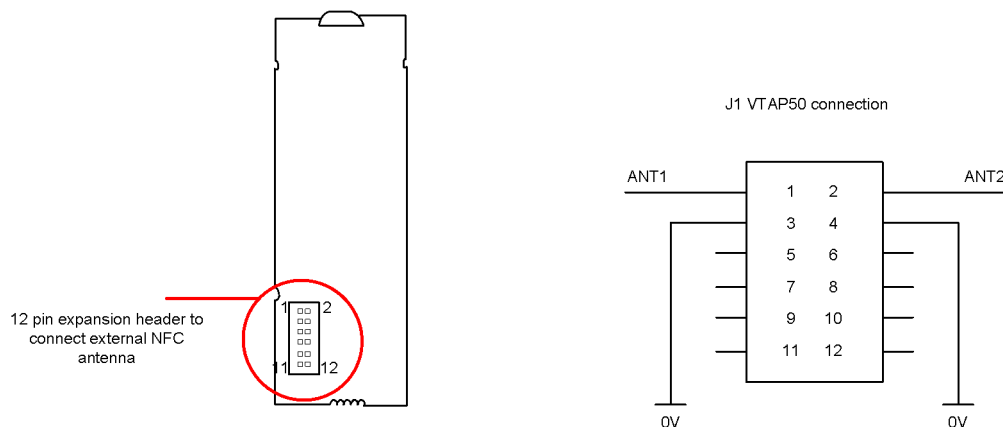 J1 VTAP50 connection
ANT1
ANT2
1 2
3 4
5 6
7 8
9 10
11 12
0V
0V
1 2
11 12
12 pin expansion header to
connect external NFC
antenna